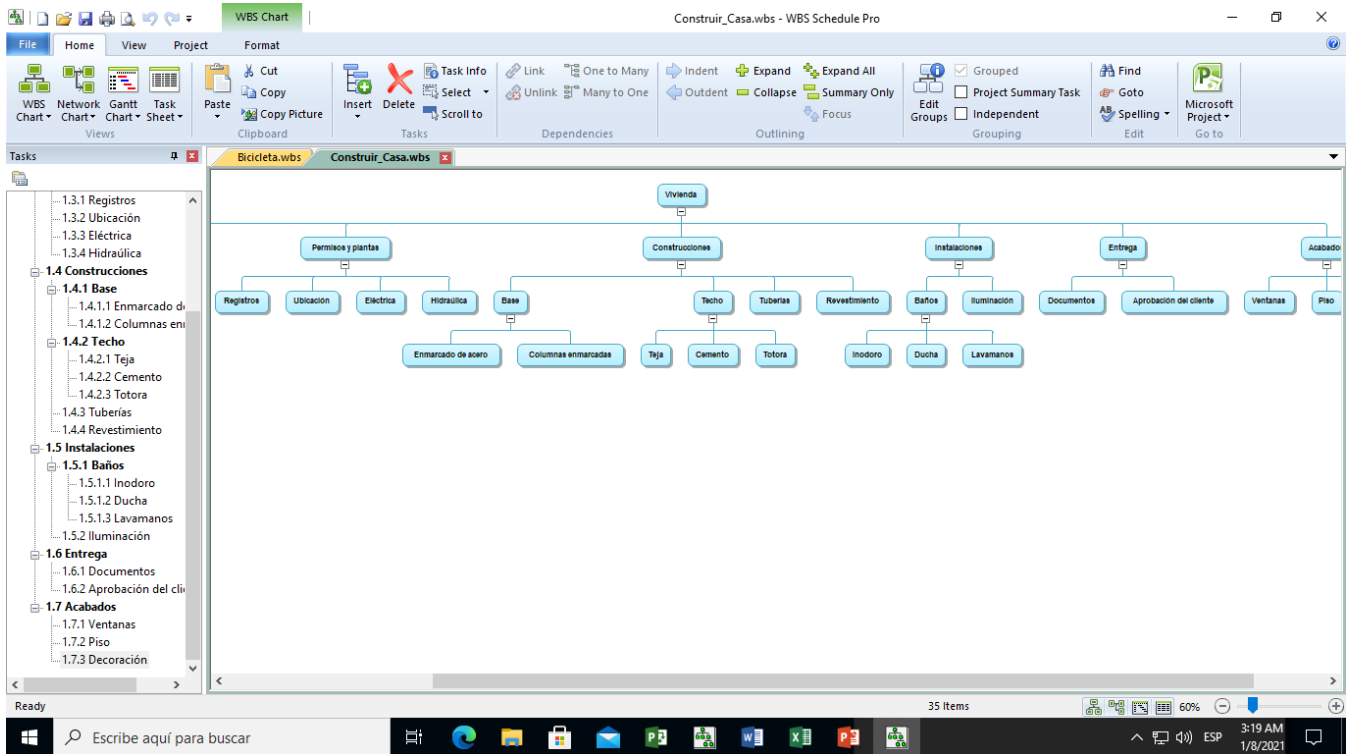 WBS Chart
Construir_Casa.wbs - WBS Schedule Pro
File Home View Project Format
WBS Chart
Network Chart
Gantt Chart
Task Sheet
Views
Paste
Cut
Copy
Copy Picture
Clipboard
Insert
Delete
Task Info
Select
Scroll to
Tasks
Link
Unlink
One to Many
Many to One
Dependencies
Indent
Outdent
Expand
Collapse
Expand All
Summary Only
Focus
Outlining
Edit Groups
Grouped
Project Summary Task
Independent
Grouping
Find
Goto
Spelling
Edit
Microsoft Project
Go to
Tasks
Bicicleta.wbs
Construir_Casa.wbs
1.3.1 Registros
1.3.2 Ubicación
1.3.3 Eléctrica
1.3.4 Hidraúlica
1.4 Construcciones
1.4.1 Base
1.4.1.1 Enmarcado de
1.4.1.2 Columnas enm
1.4.2 Techo
1.4.2.1 Teja
1.4.2.2 Cemento
1.4.2.3 Totora
1.4.3 Tuberías
1.4.4 Revestimiento
1.5 Instalaciones
1.5.1 Baños
1.5.1.1 Inodoro
1.5.1.2 Ducha
1.5.1.3 Lavamanos
1.5.2 Iluminación
1.6 Entrega
1.6.1 Documentos
1.6.2 Aprobación del clie
1.7 Acabados
1.7.1 Ventanas
1.7.2 Piso
1.7.3 Decoración
Vivienda
Permisos y plantas
Construcciones
Instalaciones
Entrega
Acabado
Registros
Ubicación
Eléctrica
Hidraúlica
Base
Techo
Tuberías
Revestimiento
Baños
Iluminación
Documentos
Aprobación del cliente
Ventanas
Piso
Enmarcado de acero
Columnas enmarcadas
Teja
Cemento
Totora
Inodoro
Ducha
Lavamanos
Ready
35 Items
60%
Escribe aquí para buscar
ESP
3:19 AM
1/8/2021